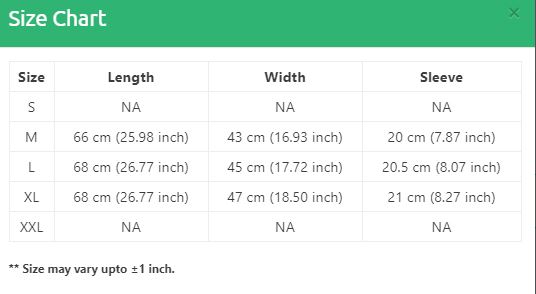 Size Chart ×
Size Length Width Sleeve
S NA NA NA
M 66 cm (25.98 inch) 43 cm (16.93 inch) 20 cm (7.87 inch)
L 68 cm (26.77 inch) 45 cm (17.72 inch) 20.5 cm (8.07 inch)
XL 68 cm (26.77 inch) 47 cm (18.50 inch) 21 cm (8.27 inch)
XXL NA NA NA
** Size may vary upto ±1 inch.